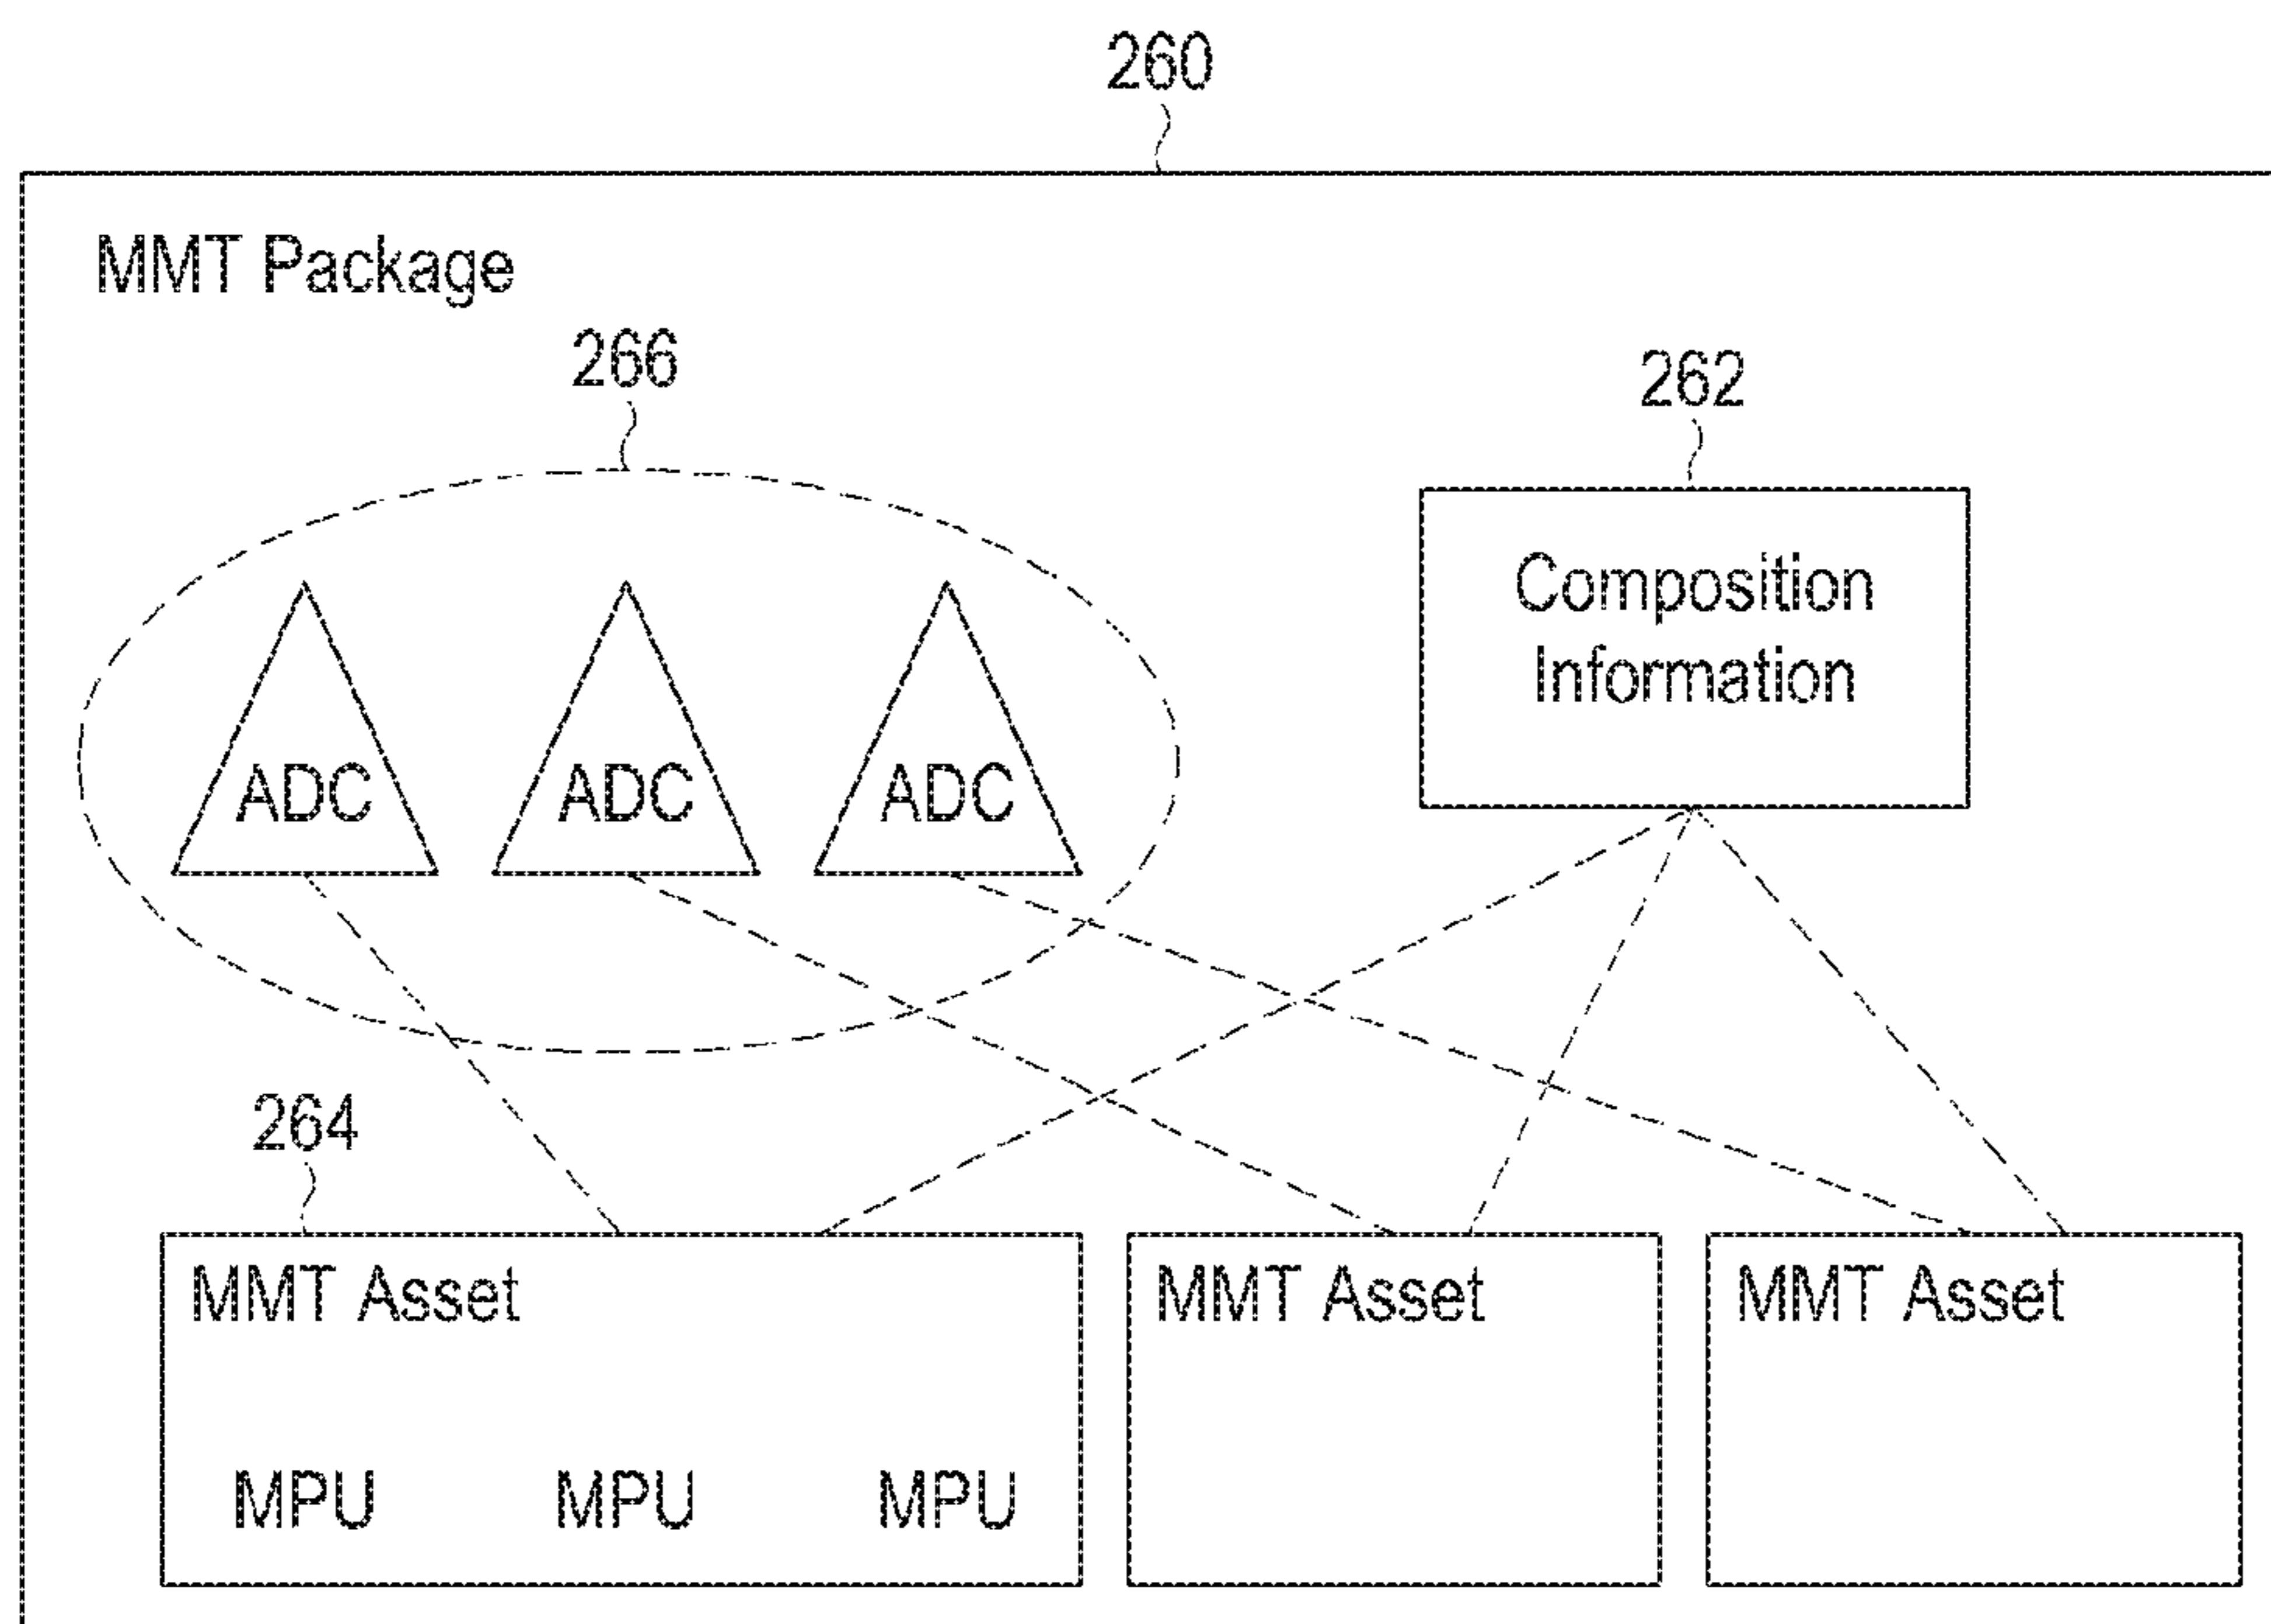 260
MMT Package
266
262
Composition
Information
ADC ADC ADC
264
MMT Asset MMT Asset MMT Asset
MPU MPU MPU